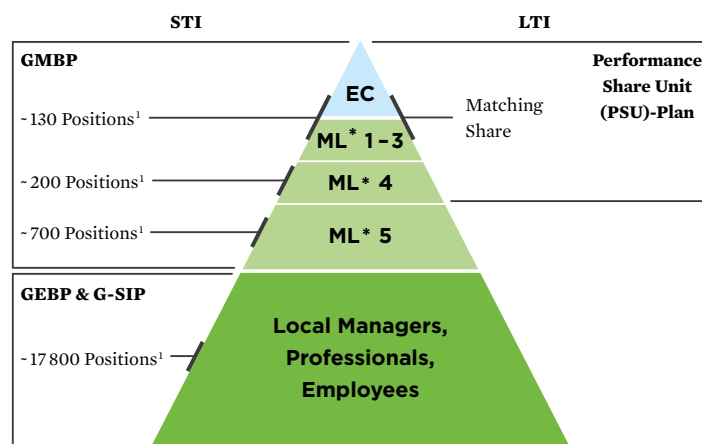 STI
LTI
GMBP
Performance
Share Unit
(PSU)-Plan
EC
~130 Positions¹
Matching
Share
ML* 1–3
~200 Positions¹
ML* 4
~700 Positions¹
ML* 5
GEBP & G-SIP
Local Managers,
Professionals,
Employees
~17 800 Positions¹